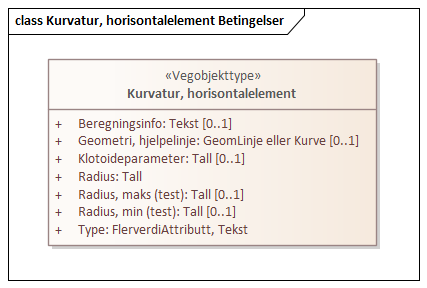 class Kurvatur, horisontalelement Betingelser
«Vegobjekttype»
Kurvatur, horisontalelement
+ Beregningsinfo: Tekst [0..1]
+ Geometri, hjelpelinje: GeomLinje eller Kurve [0..1]
+ Klotoideparameter: Tall [0..1]
+ Radius: Tall
+ Radius, maks (test): Tall [0..1]
+ Radius, min (test): Tall [0..1]
+ Type: FlerverdiAttributt, Tekst